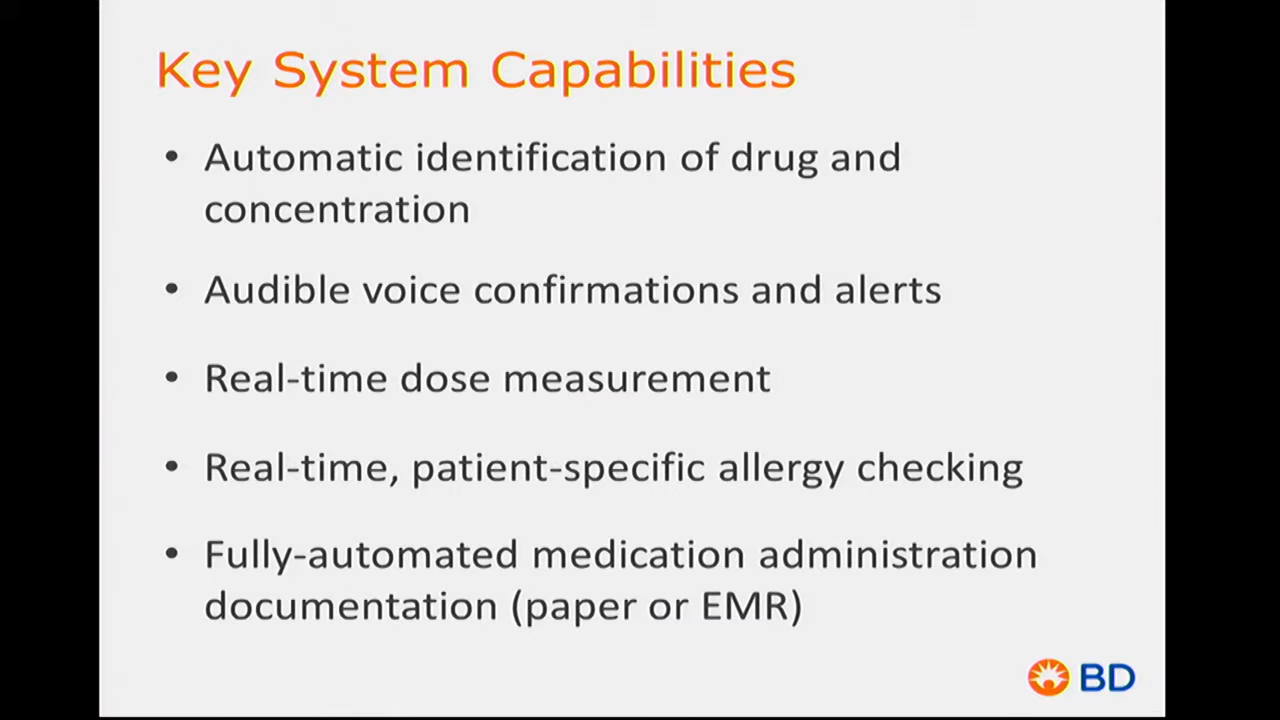 Key System Capabilities
• Automatic identification of drug and
concentration
• Audible voice confirmations and alerts
• Real-time dose measurement
• Real-time, patient-specific allergy checking
• Fully-automated medication administration
documentation (paper or EMR)
BD